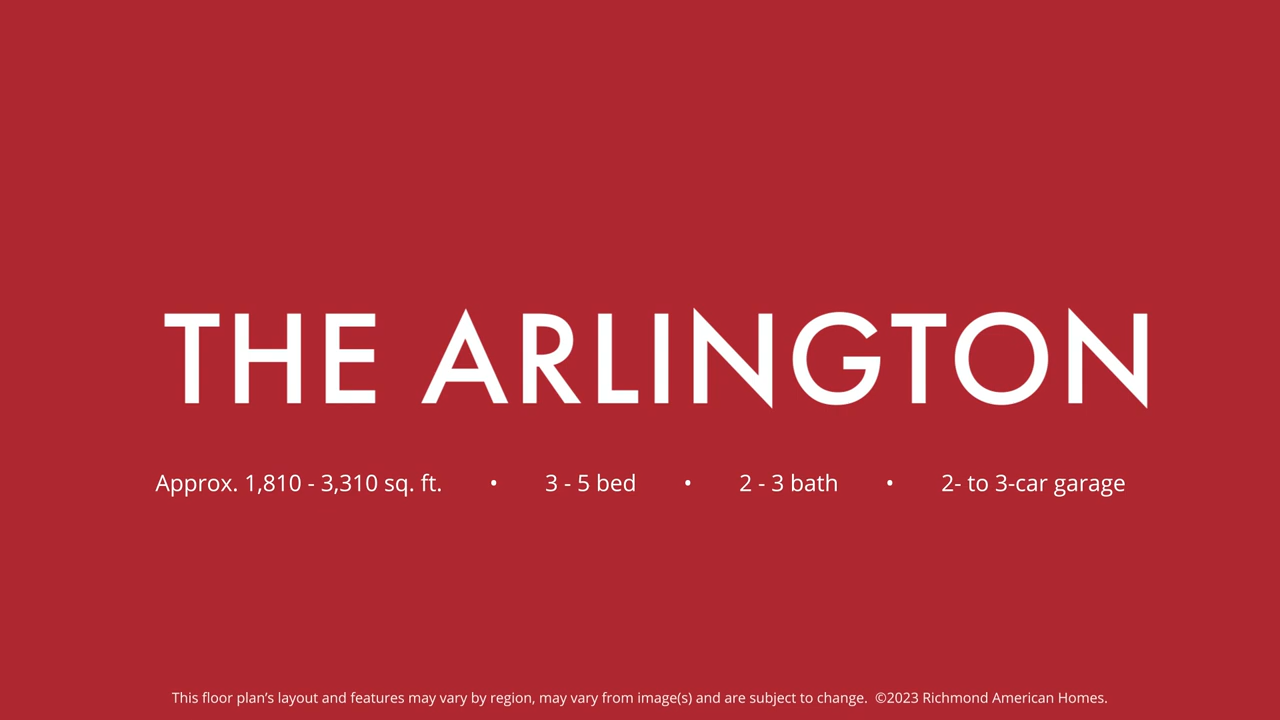 THE ARLINGTON
Approx. 1,810 - 3,310 sq. ft. • 3 - 5 bed • 2 - 3 bath • 2- to 3-car garage
This floor plan’s layout and features may vary by region, may vary from image(s) and are subject to change. ©2023 Richmond American Homes.